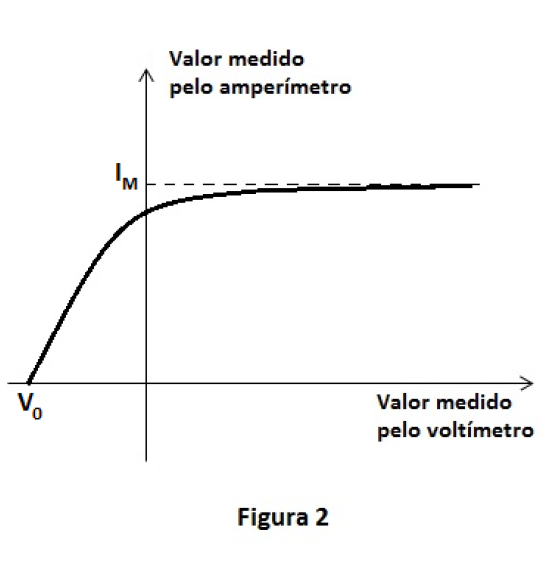 Valor medido
pelo amperímetro
I_M
V_0
Valor medido
pelo voltímetro
Figura 2